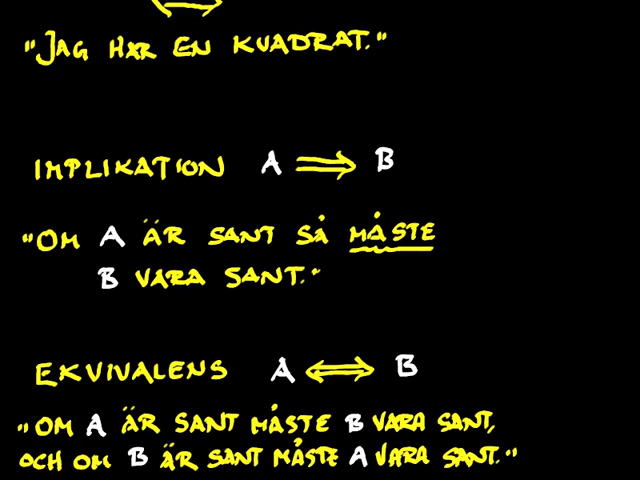 ⇔
"JAG HAR EN KVADRAT."
IMPLIKATION A ⇒ B
"OM A ÄR SANT SÅ MÅSTE
B VARA SANT."
EKVIVALENS A ⇔ B
"OM A ÄR SANT MÅSTE B VARA SANT,
OCH OM B ÄR SANT MÅSTE A VARA SANT."